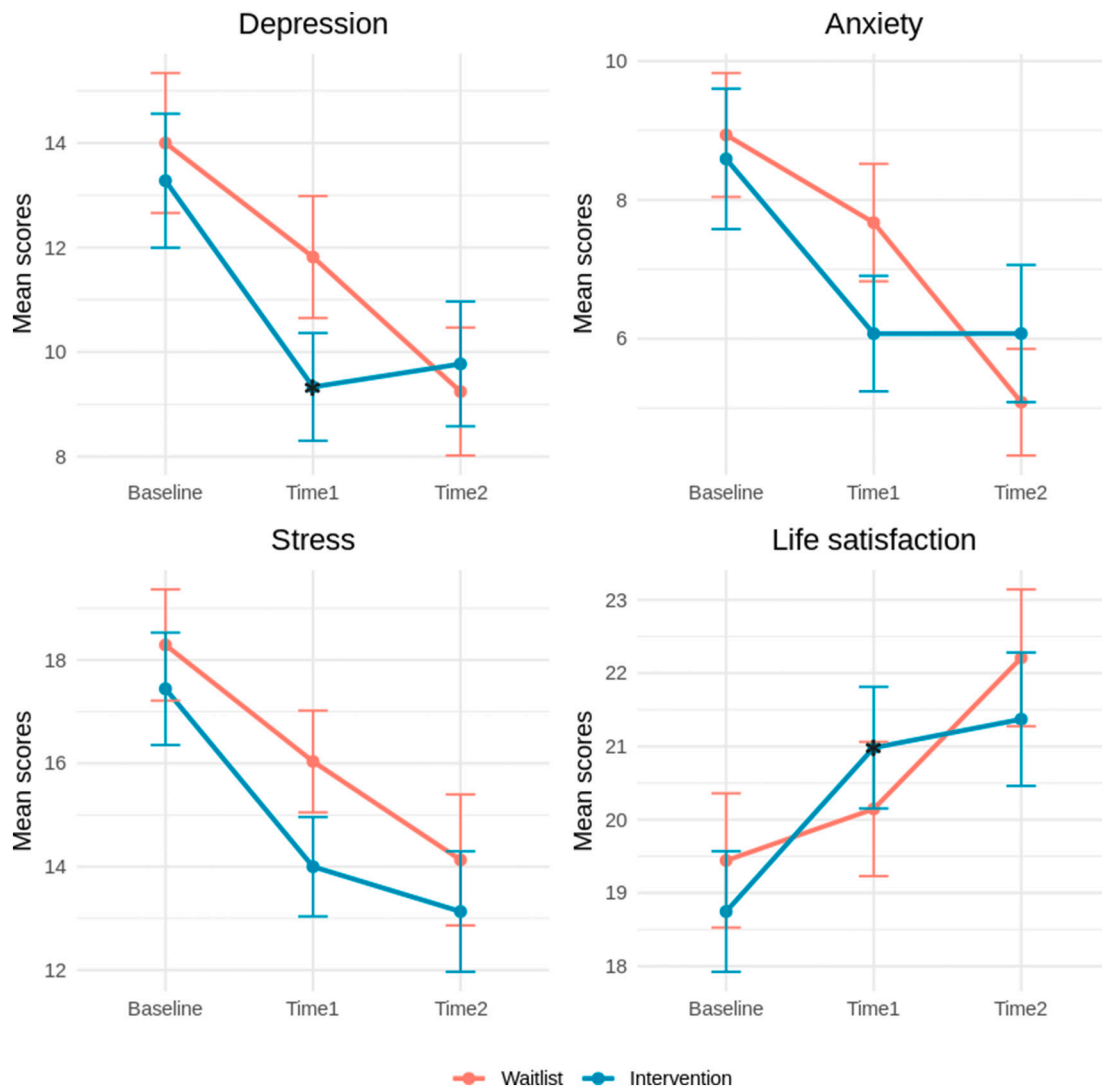 Depression
Mean scores
14
12
10
8
Baseline Time1 Time2
Anxiety
Mean scores
10
8
6
Baseline Time1 Time2
Stress
Mean scores
18
16
14
12
Baseline Time1 Time2
Life satisfaction
Mean scores
23
22
21
20
19
18
Baseline Time1 Time2
Waitlist Intervention